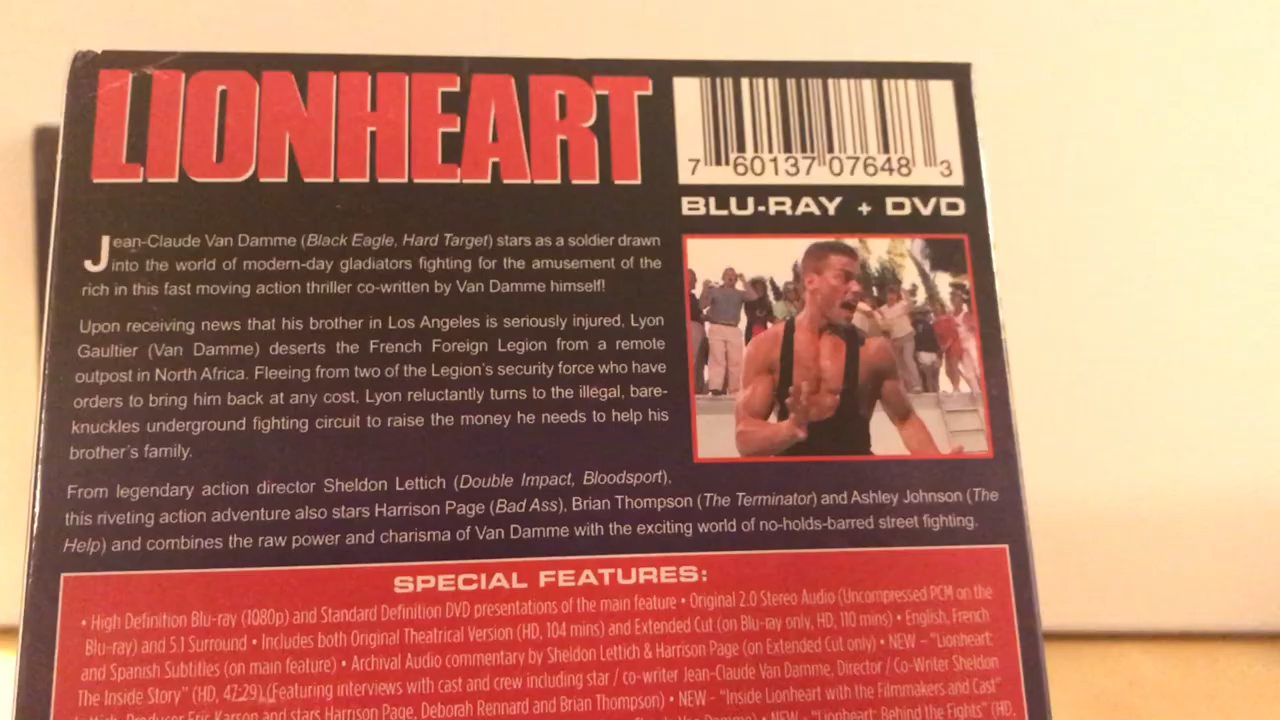 LIONHEART
7 60137 07648 3
BLU-RAY + DVD
Jean-Claude Van Damme (Black Eagle, Hard Target) stars as a soldier drawn
into the world of modern-day gladiators fighting for the amusement of the
rich in this fast moving action thriller co-written by Van Damme himself!
Upon receiving news that his brother in Los Angeles is seriously injured, Lyon
Gaultier (Van Damme) deserts the French Foreign Legion from a remote
outpost in North Africa. Fleeing from two of the Legion's security force who have
orders to bring him back at any cost, Lyon reluctantly turns to the illegal, bare-
knuckles underground fighting circuit to raise the money he needs to help his
brother's family.
From legendary action director Sheldon Lettich (Double Impact, Bloodsport),
this riveting action adventure also stars Harrison Page (Bad Ass), Brian Thompson (The Terminator) and Ashley Johnson (The
Help) and combines the raw power and charisma of Van Damme with the exciting world of no-holds-barred street fighting.
SPECIAL FEATURES:
• High Definition Blu-ray (1080p) and Standard Definition DVD presentations of the main feature • Original 2.0 Stereo Audio (Uncompressed PCM on the
Blu-ray) and 5.1 Surround • Includes both Original Theatrical Version (HD, 104 mins) and Extended Cut (on Blu-ray only, HD, 110 mins) • English, French
and Spanish Subtitles (on main feature) • Archival Audio commentary by Sheldon Lettich & Harrison Page (on Extended Cut only) • NEW – "Lionheart:
The Inside Story" (HD, 47:29) (Featuring interviews with cast and crew including star / co-writer Jean-Claude Van Damme, Director / Co-Writer Sheldon
Lettich, Producer Eric Karson and stars Harrison Page, Deborah Rennard and Brian Thompson) • NEW – "Inside Lionheart with the Filmmakers and Cast"
Van Damme) • NEW – "Lionheart: Behind the Fights" (HD,